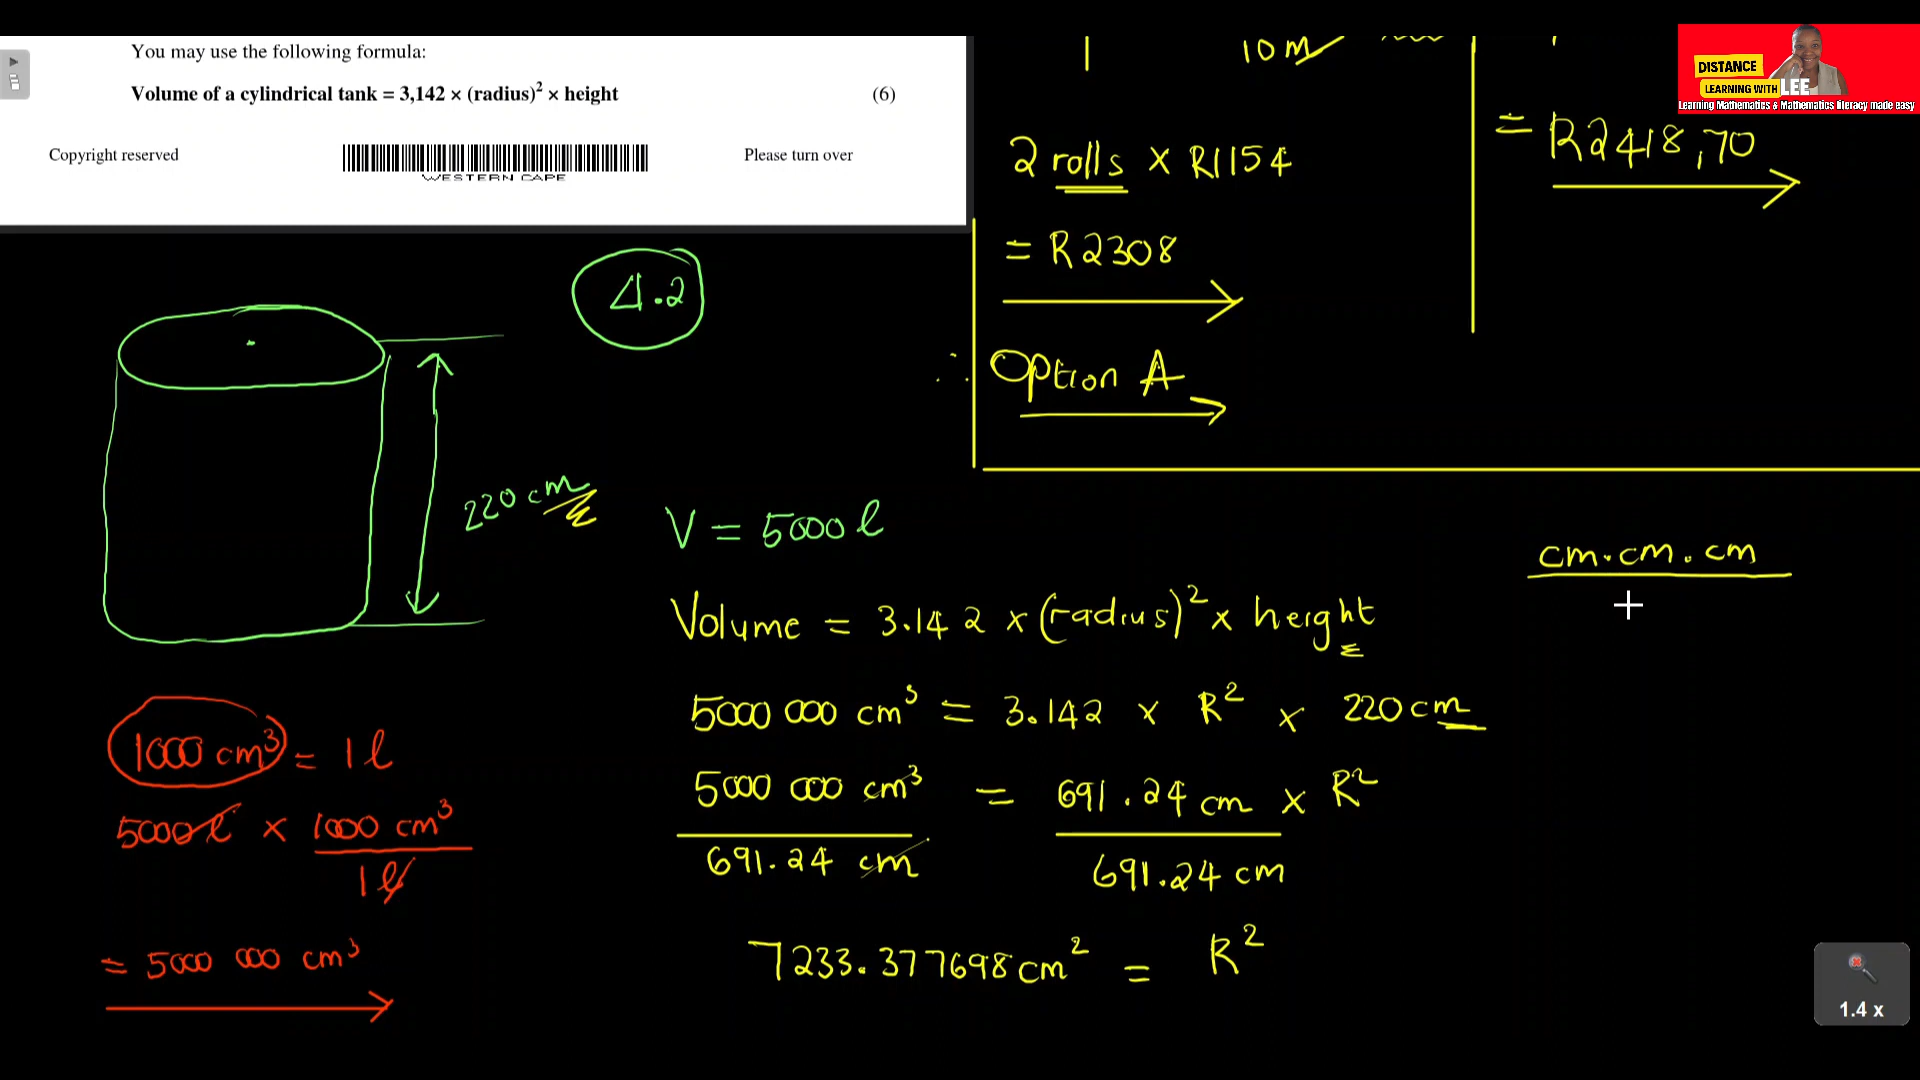 You may use the following formula:
Volume of a cylindrical tank = 3,142 × (radius)² × height (6)
Copyright reserved
WESTERN CAPE
Please turn over
DISTANCE
LEARNING WITH LEE
Learning Mathematics & Mathematics literacy made easy
10m
2 rolls × R1154
= R2308
∴ Option A
= R2418,70
4.2
220 cm
V = 5000 l
Volume = 3.142 × (radius)² × height
5000 000 cm³ = 3.142 × R² × 220 cm
5000 000 cm³ = 691.24 cm × R²
691.24 cm 691.24 cm
7233.377698 cm² = R²
cm.cm.cm
1000 cm³ = 1 l
5000 l × 1000 cm³
1 l
= 5000 000 cm³
1.4 x